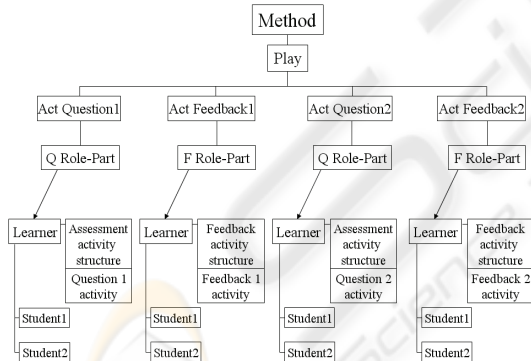 Method
Play
Act Question1
Act Feedback1
Act Question2
Act Feedback2
Q Role-Part
F Role-Part
Q Role-Part
F Role-Part
Learner
Assessment
activity
structure
Question 1
activity
Student1
Student2
Learner
Feedback
activity
structure
Feedback 1
activity
Student1
Student2
Learner
Assessment
activity
structure
Question 2
activity
Student1
Student2
Learner
Feedback
activity
structure
Feedback 2
activity
Student1
Student2